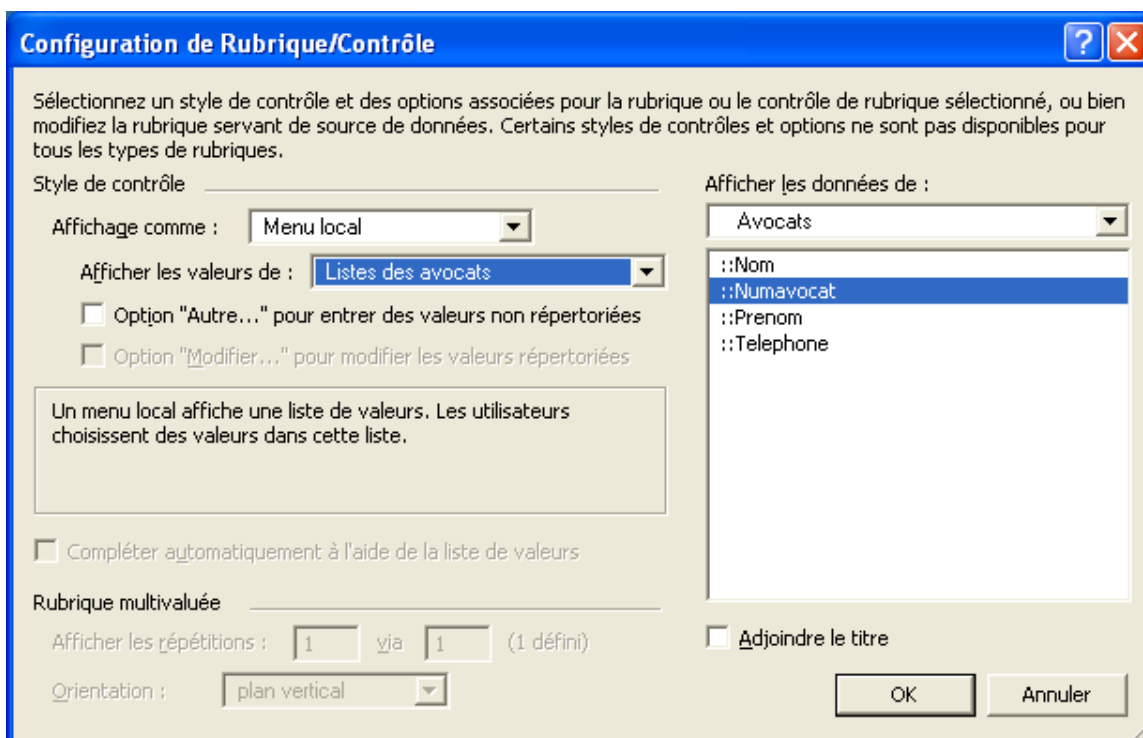 Configuration de Rubrique/Contrôle
Sélectionnez un style de contrôle et des options associées pour la rubrique ou le contrôle de rubrique sélectionné, ou bien
modifiez la rubrique servant de source de données. Certains styles de contrôles et options ne sont pas disponibles pour
tous les types de rubriques.
Style de contrôle
Affichage comme :
Menu local
Afficher les valeurs de :
Listes des avocats
Option "Autre..." pour entrer des valeurs non répertoriées
Option "Modifier..." pour modifier les valeurs répertoriées
Un menu local affiche une liste de valeurs. Les utilisateurs
choisissent des valeurs dans cette liste.
Compléter automatiquement à l'aide de la liste de valeurs
Rubrique multivaluée
Afficher les répétitions : 1 via 1 (1 défini)
Orientation : plan vertical
Afficher les données de :
Avocats
::Nom
::Numavocat
::Prenom
::Telephone
Adjoindre le titre
OK
Annuler